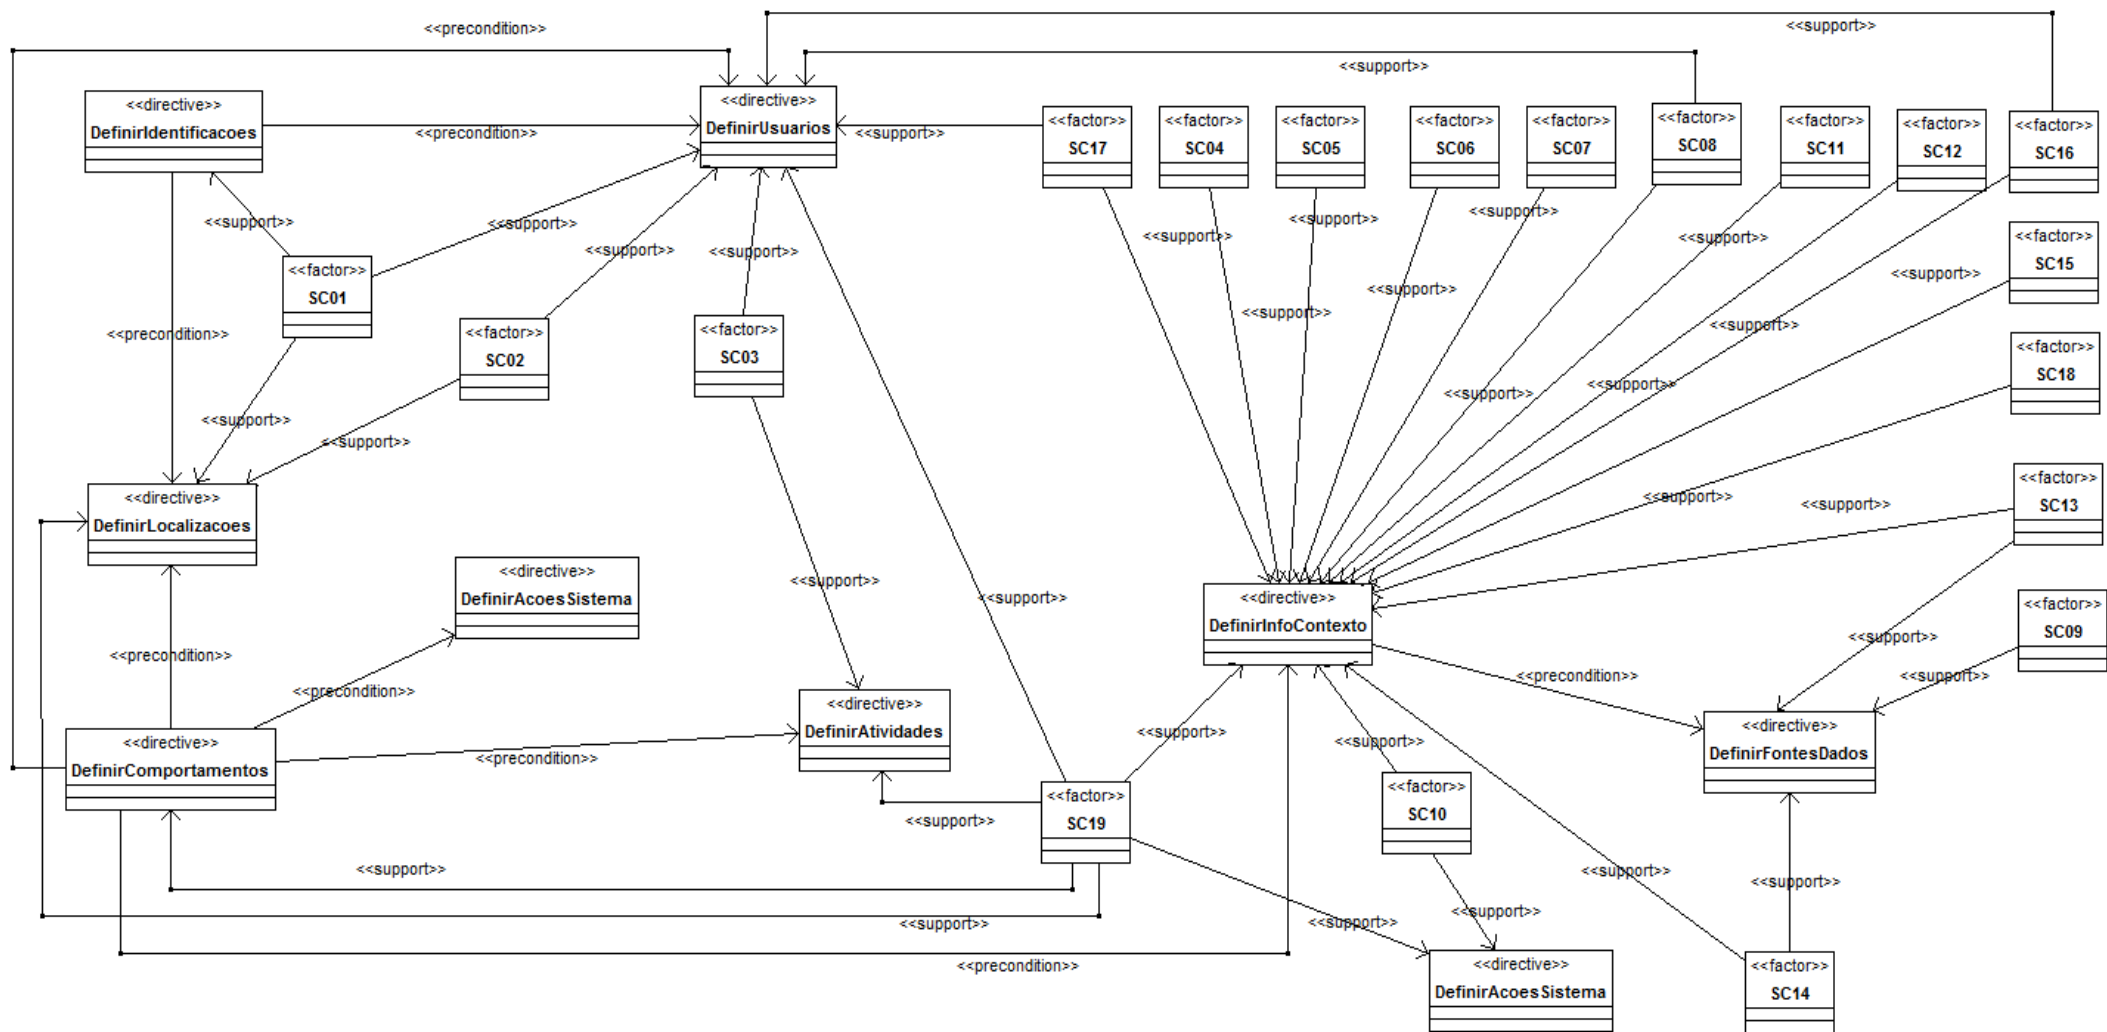 <<precondition>>
<<support>>
<<support>>
<<directive>>
DefinirIdentificacoes
<<precondition>>
<<directive>>
DefinirUsuarios
<<support>>
<<factor>>
SC17
<<factor>>
SC04
<<factor>>
SC05
<<factor>>
SC06
<<factor>>
SC07
<<factor>>
SC08
<<factor>>
SC11
<<factor>>
SC12
<<factor>>
SC16
<<support>>
<<support>>
<<support>>
<<support>>
<<support>>
<<support>>
<<support>>
<<support>>
<<support>>
<<factor>>
SC15
<<support>>
<<factor>>
SC01
<<support>>
<<support>>
<<support>>
<<factor>>
SC02
<<factor>>
SC03
<<precondition>>
<<factor>>
SC18
<<support>>
<<support>>
<<support>>
<<support>>
<<support>>
<<factor>>
SC13
<<support>>
<<support>>
<<directive>>
DefinirLocalizacoes
<<directive>>
DefinirAcoesSistema
<<support>>
<<support>>
<<directive>>
DefinirInfoContexto
<<factor>>
SC09
<<support>>
<<precondition>>
<<precondition>>
<<precondition>>
<<support>>
<<directive>>
DefinirAtividades
<<directive>>
DefinirFontesDados
<<directive>>
DefinirComportamentos
<<precondition>>
<<support>>
<<support>>
<<factor>>
SC19
<<support>>
<<factor>>
SC10
<<support>>
<<support>>
<<support>>
<<support>>
<<support>>
<<support>>
<<precondition>>
<<directive>>
DefinirAcoesSistema
<<factor>>
SC14